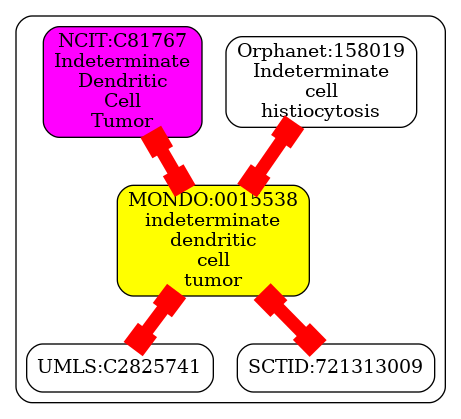 NCIT:C81767
Indeterminate
Dendritic
Cell
Tumor
Orphanet:158019
Indeterminate
cell
histiocytosis
MONDO:0015538
indeterminate
dendritic
cell
tumor
UMLS:C2825741
SCTID:721313009